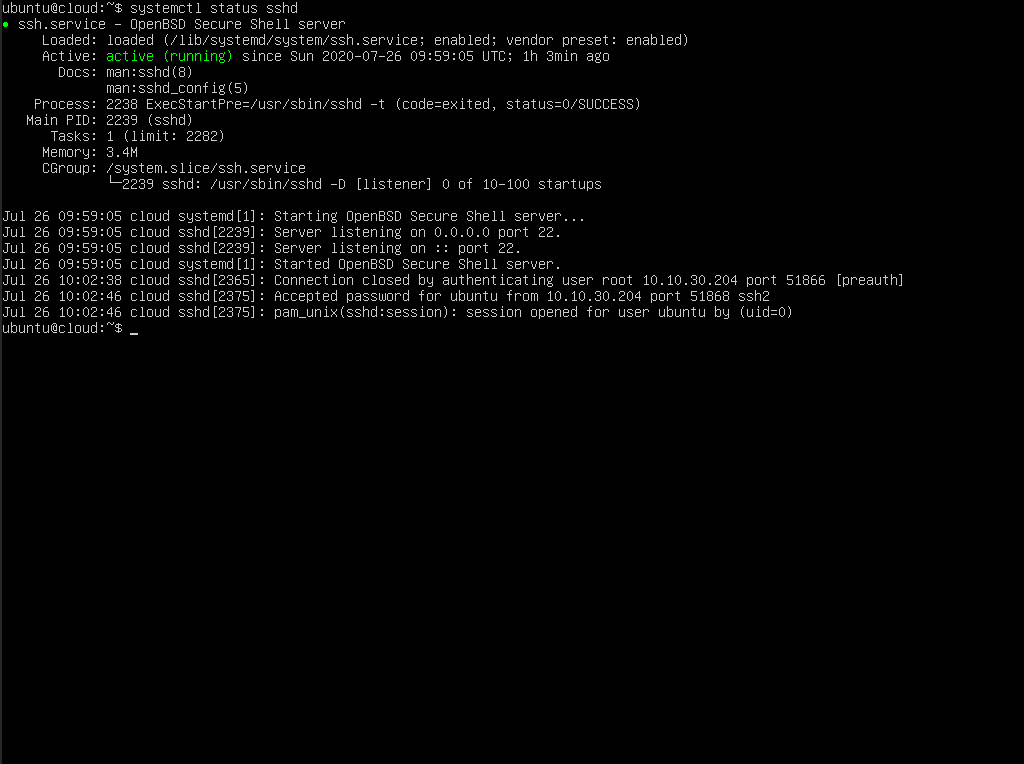 ubuntu@cloud:~$ systemctl status sshd
● ssh.service - OpenBSD Secure Shell server
     Loaded: loaded (/lib/systemd/system/ssh.service; enabled; vendor preset: enabled)
     Active: active (running) since Sun 2020-07-26 09:59:05 UTC; 1h 3min ago
       Docs: man:sshd(8)
             man:sshd_config(5)
    Process: 2238 ExecStartPre=/usr/sbin/sshd -t (code=exited, status=0/SUCCESS)
   Main PID: 2239 (sshd)
      Tasks: 1 (limit: 2282)
     Memory: 3.4M
     CGroup: /system.slice/ssh.service
             └─2239 sshd: /usr/sbin/sshd -D [listener] 0 of 10-100 startups

Jul 26 09:59:05 cloud systemd[1]: Starting OpenBSD Secure Shell server...
Jul 26 09:59:05 cloud sshd[2239]: Server listening on 0.0.0.0 port 22.
Jul 26 09:59:05 cloud sshd[2239]: Server listening on :: port 22.
Jul 26 09:59:05 cloud systemd[1]: Started OpenBSD Secure Shell server.
Jul 26 10:02:38 cloud sshd[2365]: Connection closed by authenticating user root 10.10.30.204 port 51866 [preauth]
Jul 26 10:02:46 cloud sshd[2375]: Accepted password for ubuntu from 10.10.30.204 port 51868 ssh2
Jul 26 10:02:46 cloud sshd[2375]: pam_unix(sshd:session): session opened for user ubuntu by (uid=0)
ubuntu@cloud:~$ _